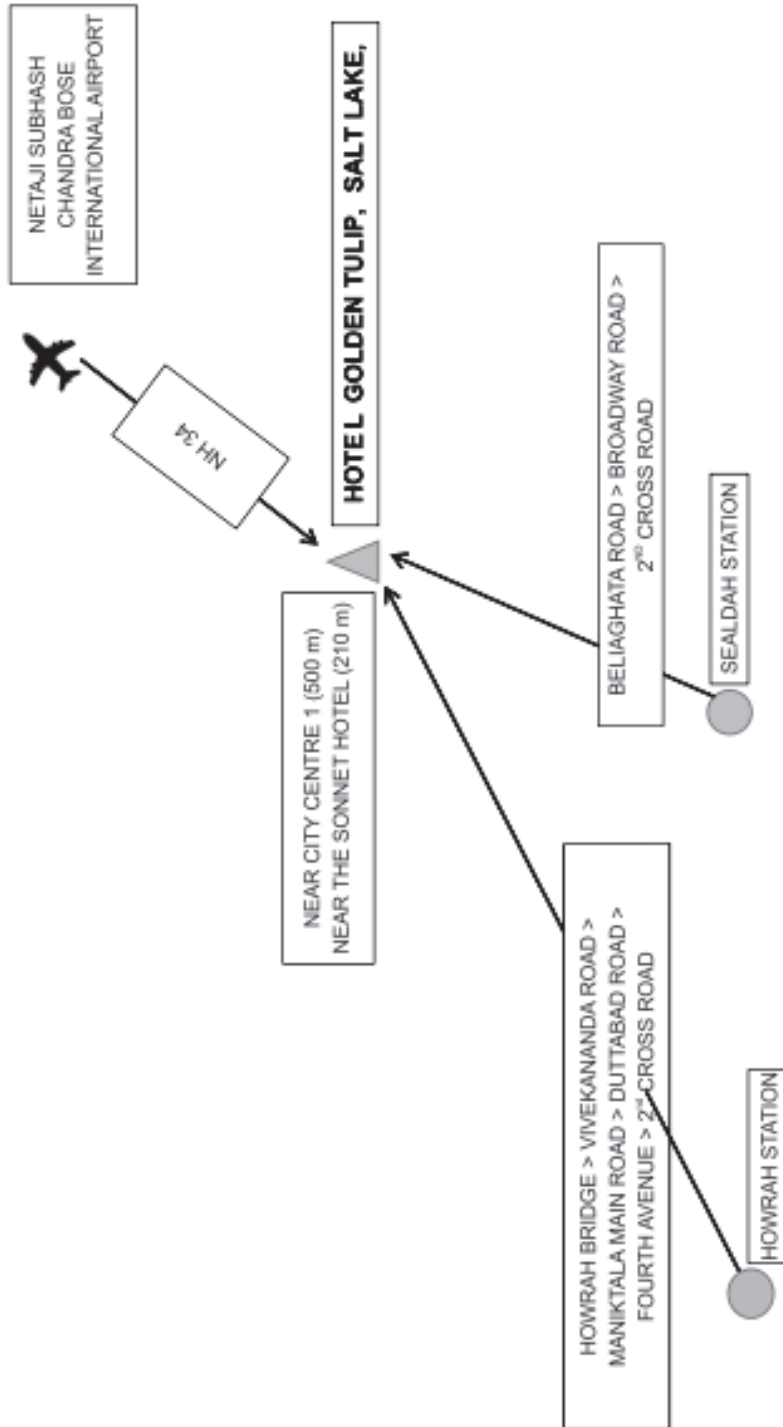 NETAJI SUBHASH
CHANDRA BOSE
INTERNATIONAL AIRPORT
NH 34
HOTEL GOLDEN TULIP, SALT LAKE,
NEAR CITY CENTRE 1 (500 m)
NEAR THE SONNET HOTEL (210 m)
BELIAGHATA ROAD > BROADWAY ROAD >
2ND CROSS ROAD
SEALDAH STATION
HOWRAH BRIDGE > VIVEKANANDA ROAD >
MANIKTALA MAIN ROAD > DUTTABAD ROAD >
FOURTH AVENUE > 2nd CROSS ROAD
HOWRAH STATION